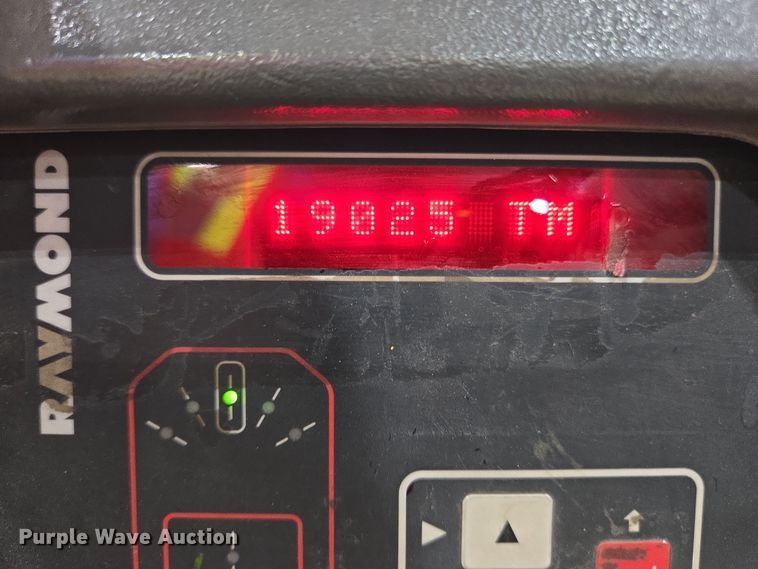 RAYMOND
19025 TM
Purple Wave Auction